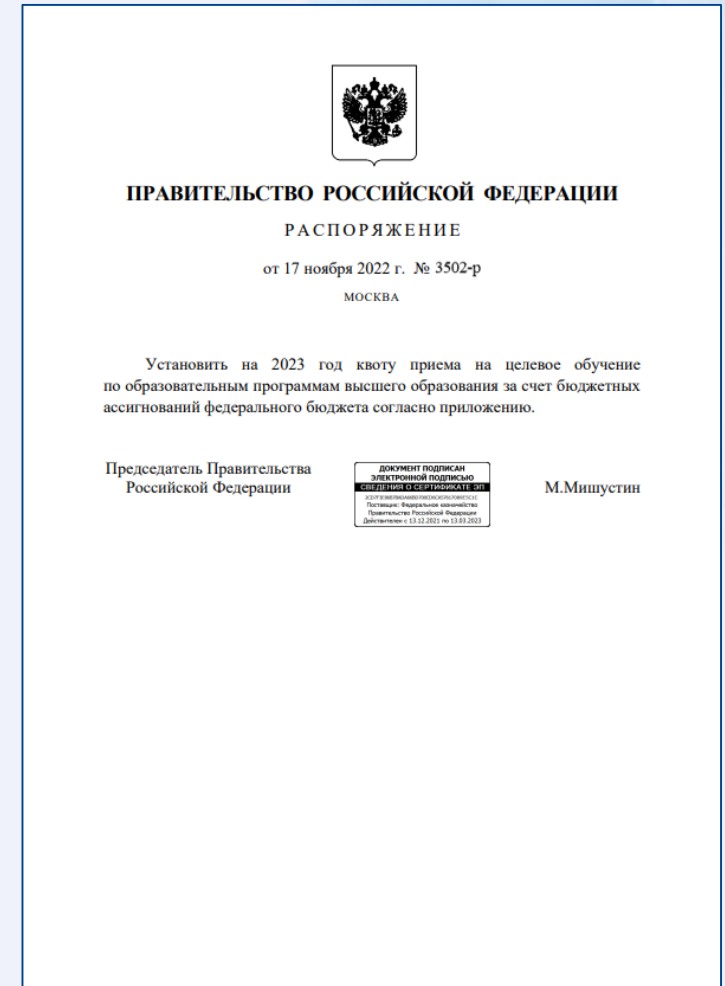 ПРАВИТЕЛЬСТВО РОССИЙСКОЙ ФЕДЕРАЦИИ
РАСПОРЯЖЕНИЕ
от 17 ноября 2022 г. № 3502-р
МОСКВА
Установить на 2023 год квоту приема на целевое обучение
по образовательным программам высшего образования за счет бюджетных
ассигнований федерального бюджета согласно приложению.
Председатель Правительства
Российской Федерации
ДОКУМЕНТ ПОДПИСАН
ЭЛЕКТРОННОЙ ПОДПИСЬЮ
СВЕДЕНИЯ О СЕРТИФИКАТЕ ЭП
Поставщик: Федеральное казначейство
Правительство Российской Федерации
Действителен с 13.12.2021 по 13.03.2023
М.Мишустин